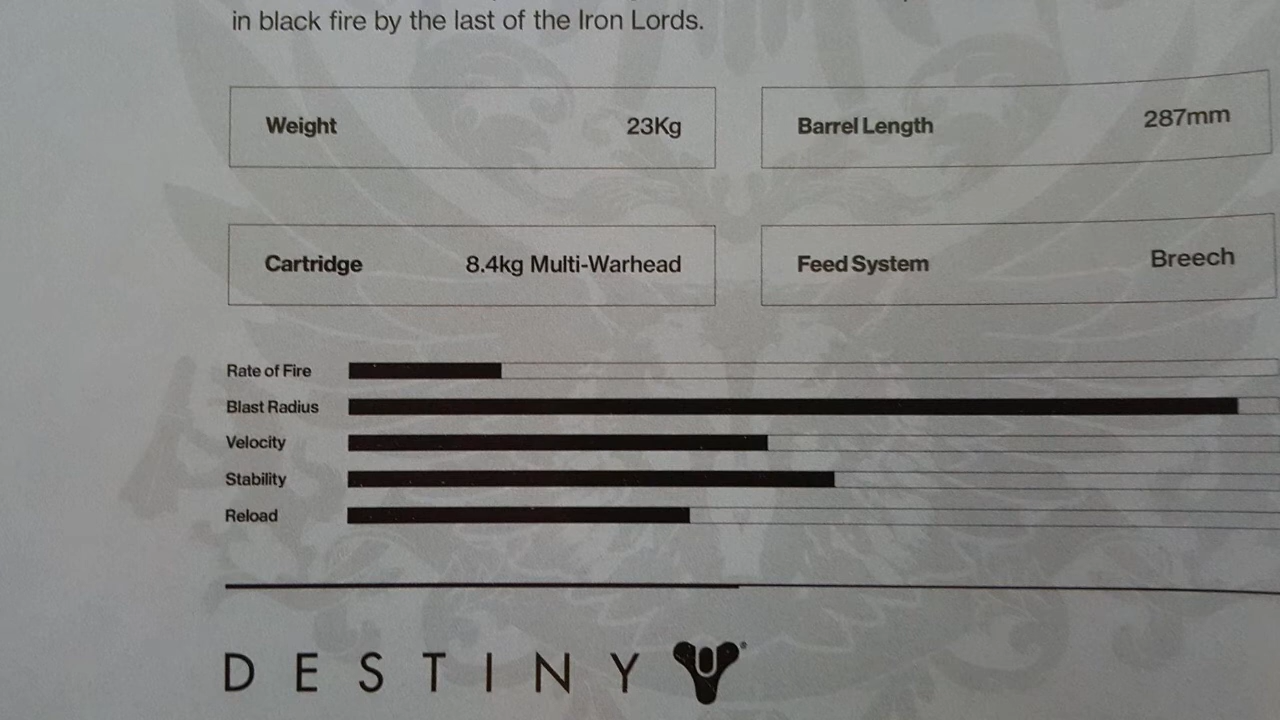 in black fire by the last of the Iron Lords.
Weight 23Kg
Barrel Length 287mm
Cartridge 8.4kg Multi-Warhead
Feed System Breech
Rate of Fire
Blast Radius
Velocity
Stability
Reload
DESTINY